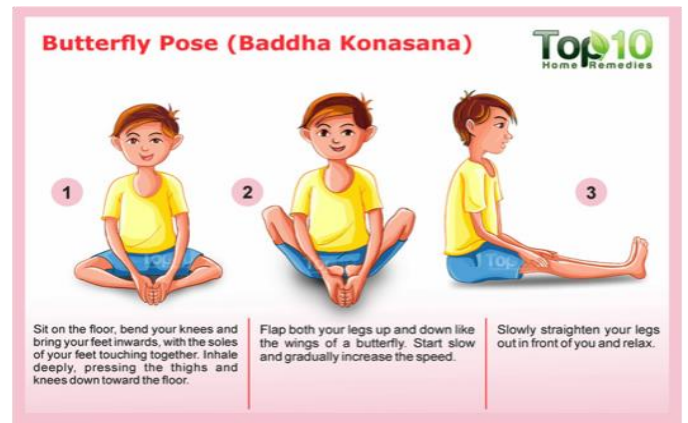 Butterfly Pose (Baddha Konasana)
Top10
Home Remedies
1
2
3
Sit on the floor, bend your knees and
bring your feet inwards, with the soles
of your feet touching together. Inhale
deeply, pressing the thighs and
knees down toward the floor.
Flap both your legs up and down like
the wings of a butterfly. Start slow
and gradually increase the speed.
Slowly straighten your legs
out in front of you and relax.